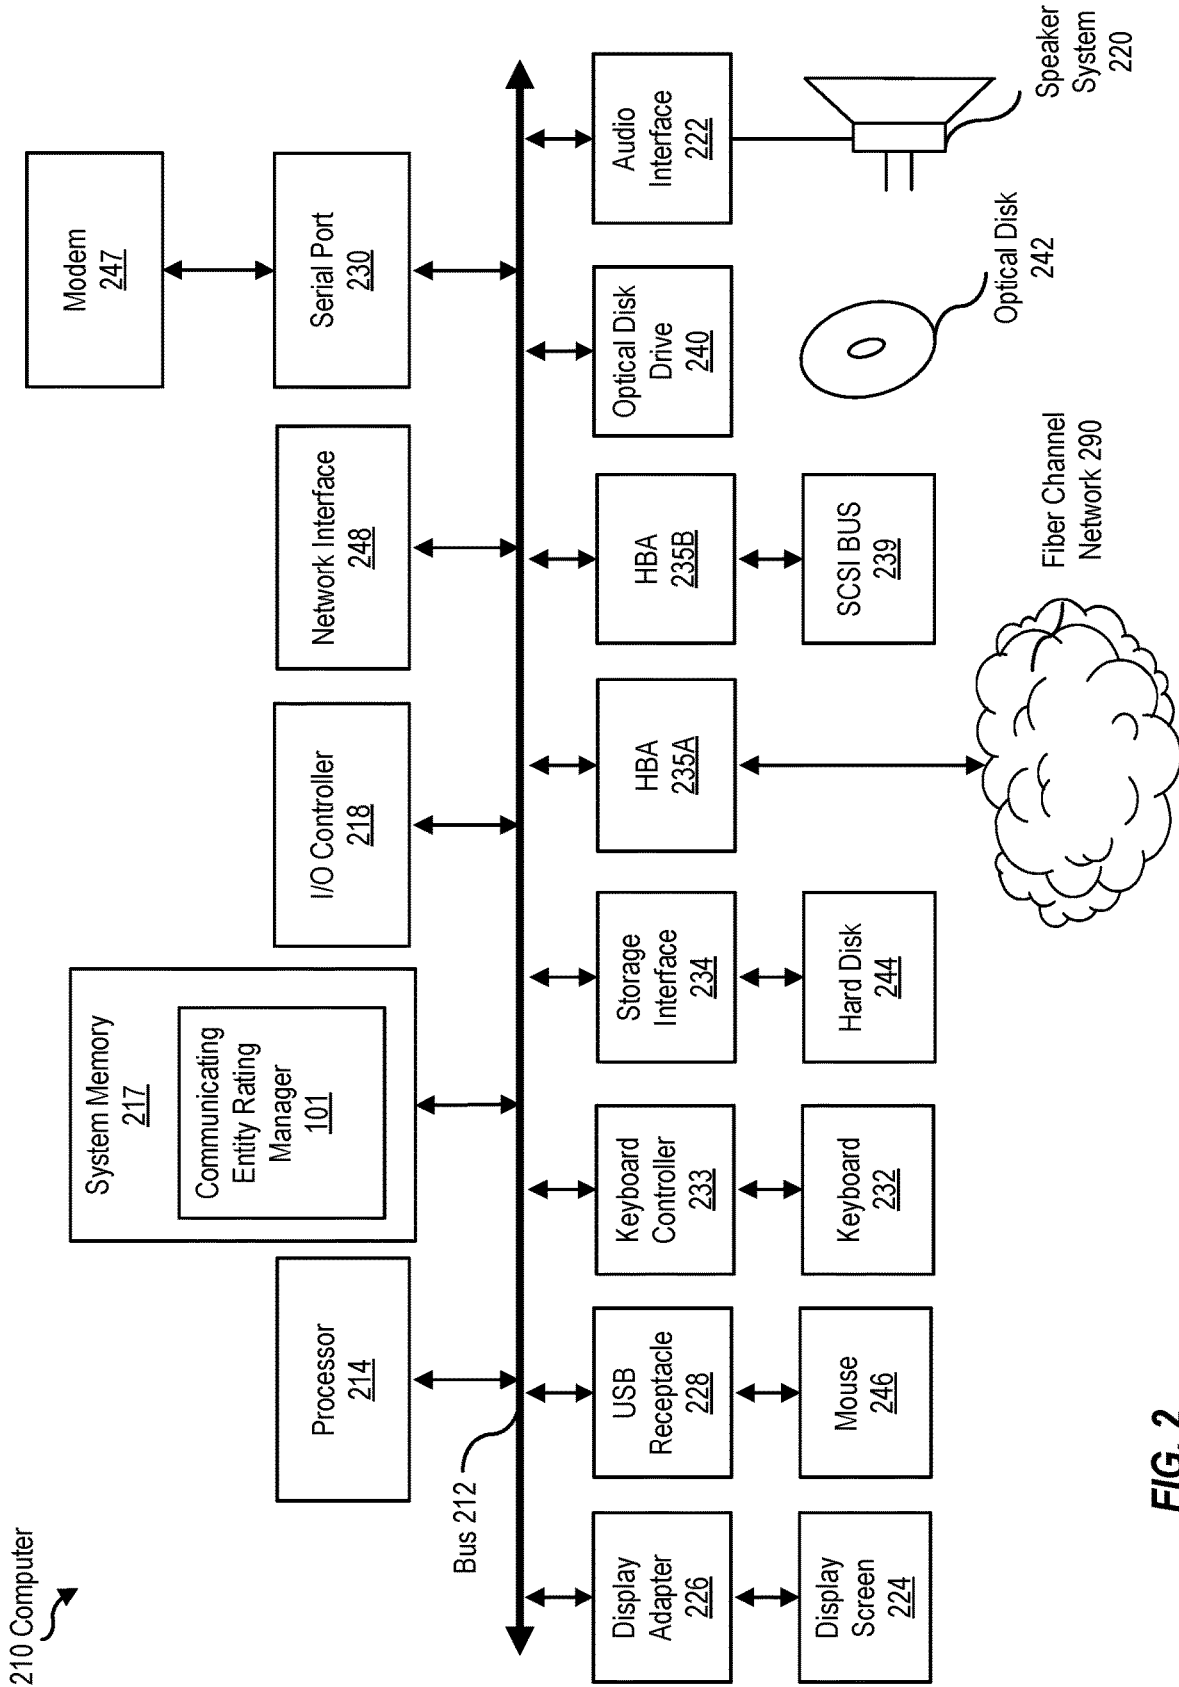 210 Computer
Processor
214
System Memory
217
Communicating
Entity Rating
Manager
101
I/O Controller
218
Network Interface
248
Modem
247
Serial Port
230
Bus 212
Display
Adapter
226
USB
Receptacle
228
Keyboard
Controller
233
Storage
Interface
234
HBA
235A
HBA
235B
Optical Disk
Drive
240
Audio
Interface
222
Display
Screen
224
Mouse
246
Keyboard
232
Hard Disk
244
SCSI BUS
239
Fiber Channel
Network 290
Optical Disk
242
Speaker
System
220
FIG. 2